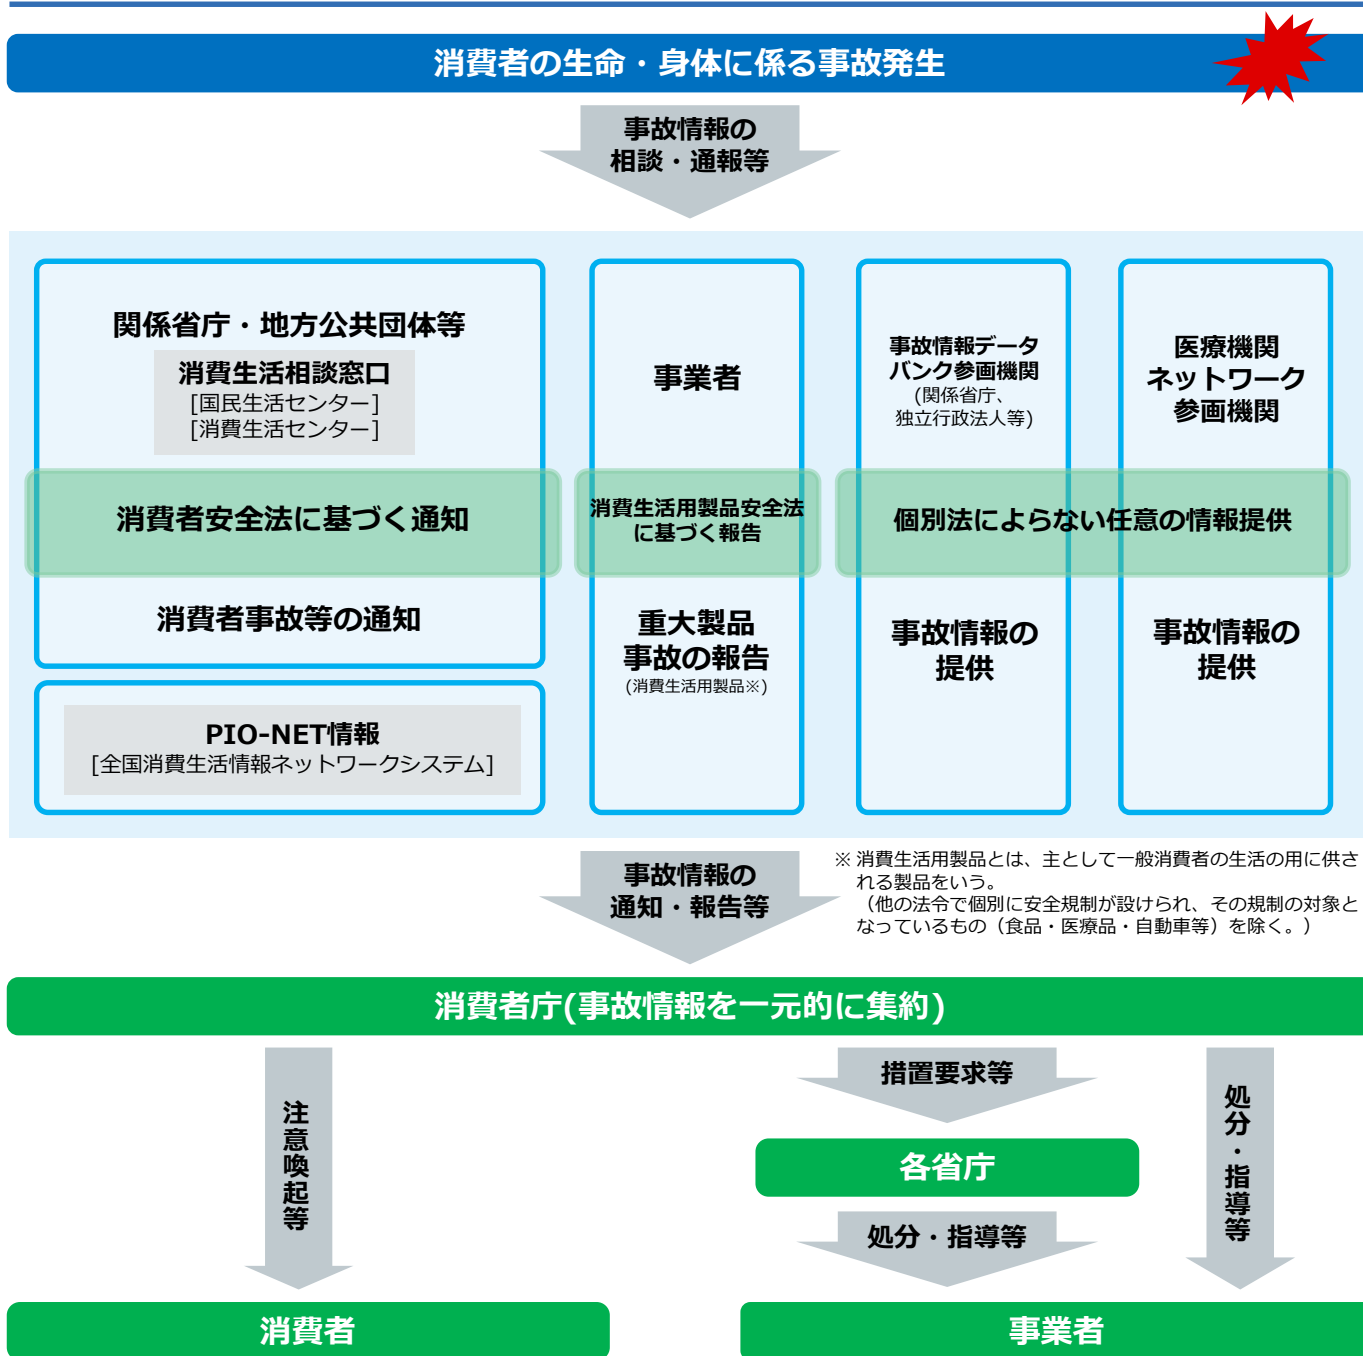 消費者の生命・身体に係る事故発生
事故情報の
相談・通報等
関係省庁・地方公共団体等
消費生活相談窓口
[国民生活センター]
[消費生活センター]
消費者安全法に基づく通知
消費者事故等の通知
PIO-NET情報
[全国消費生活情報ネットワークシステム]
事業者
消費生活用製品安全法
に基づく報告
重大製品
事故の報告
(消費生活用製品※)
事故情報データ
バンク参画機関
(関係省庁、
独立行政法人等)
医療機関
ネットワーク
参画機関
個別法によらない任意の情報提供
事故情報の
提供
事故情報の
提供
事故情報の
通知・報告等
※ 消費生活用製品とは、主として一般消費者の生活の用に供さ
れる製品をいう。
（他の法令で個別に安全規制が設けられ、その規制の対象と
なっているもの（食品・医療品・自動車等）を除く。）
消費者庁(事故情報を一元的に集約)
注意喚起等
措置要求等
各省庁
処分・指導等
処分・指導等
消費者
事業者